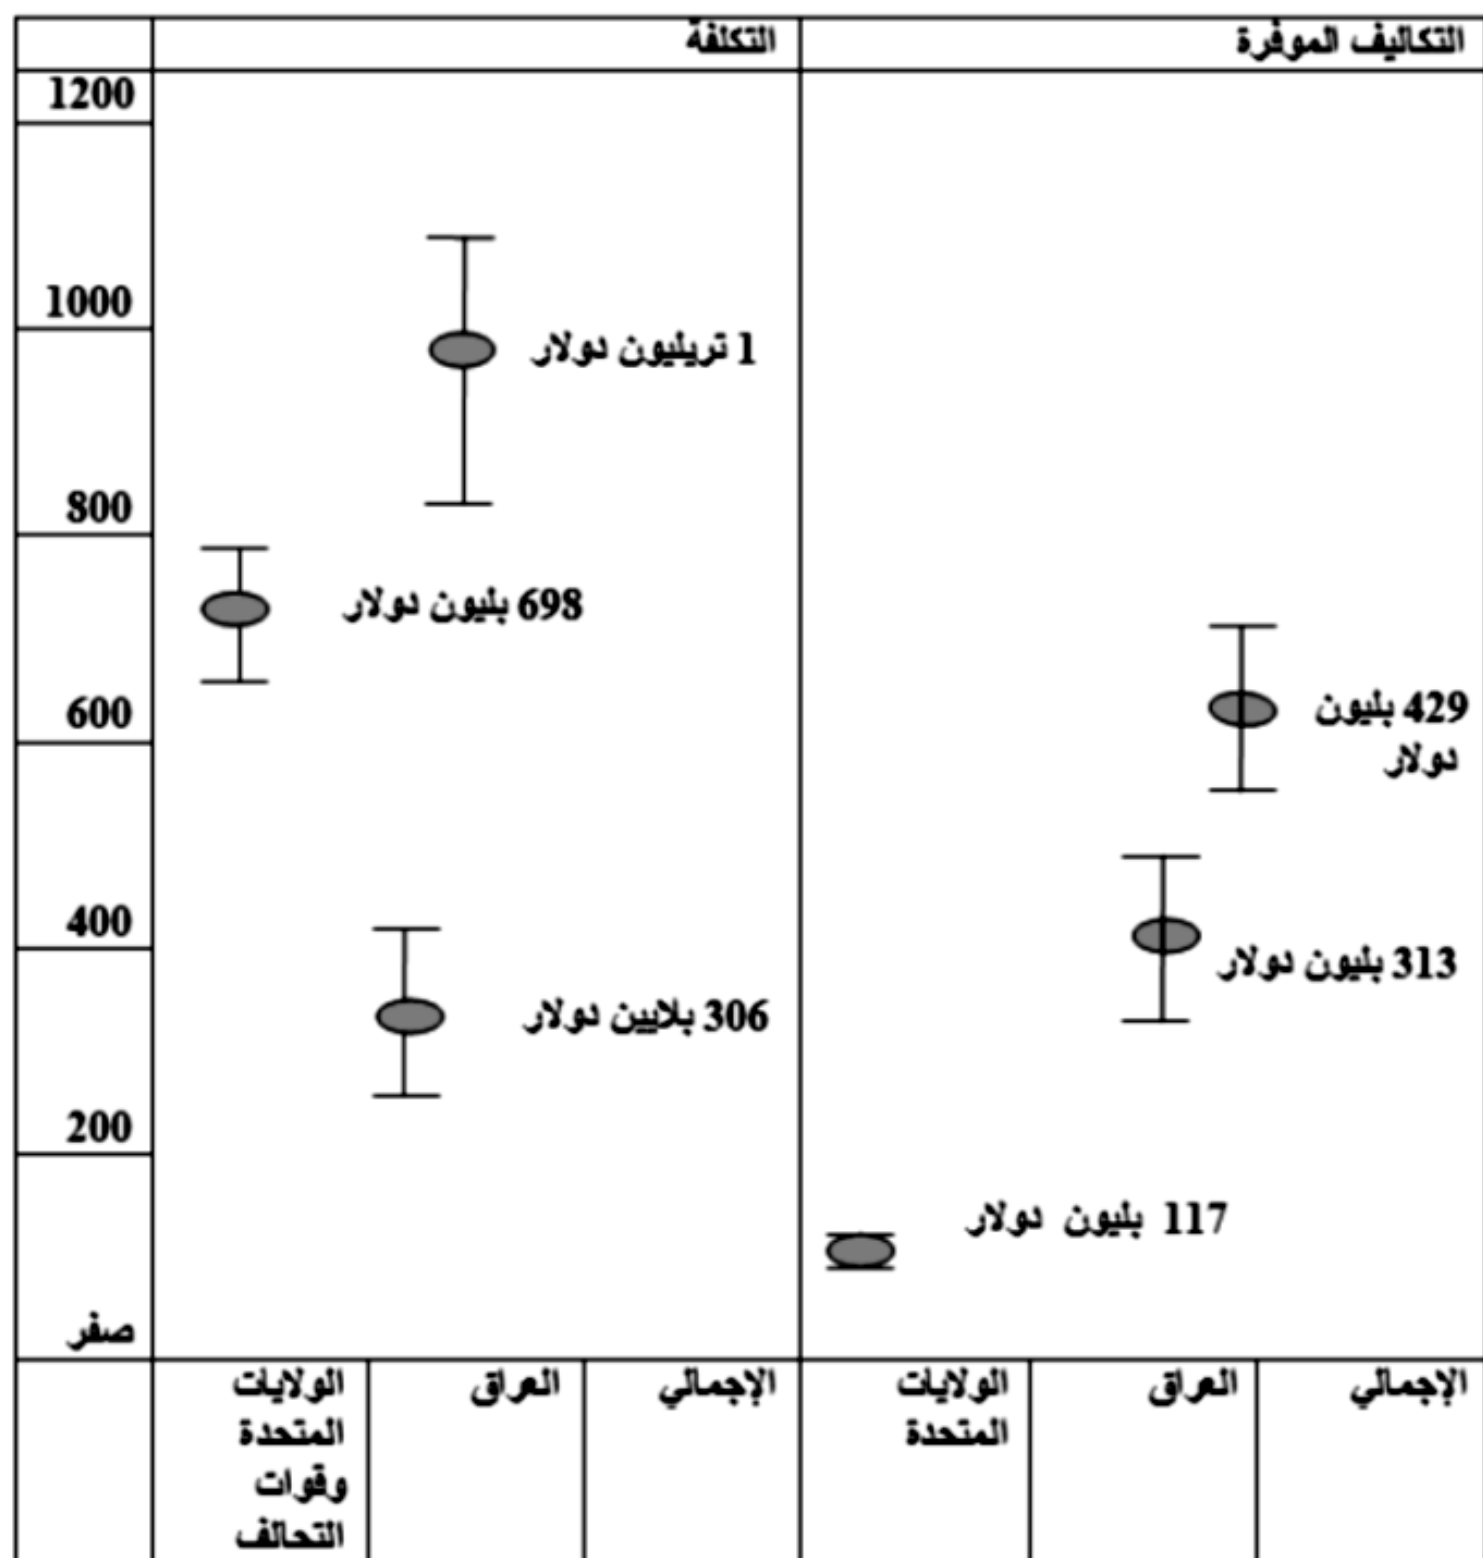 التكلفة
التكاليف الموفرة
1200
1000
1 تريليون دولار
800
698 بليون دولار
600
429 بليون
دولار
400
313 بليون دولار
306 بلايين دولار
200
117 بليون دولار
صفر
الولايات
المتحدة
وقوات
التحالف
العراق
الإجمالي
الولايات
المتحدة
العراق
الإجمالي